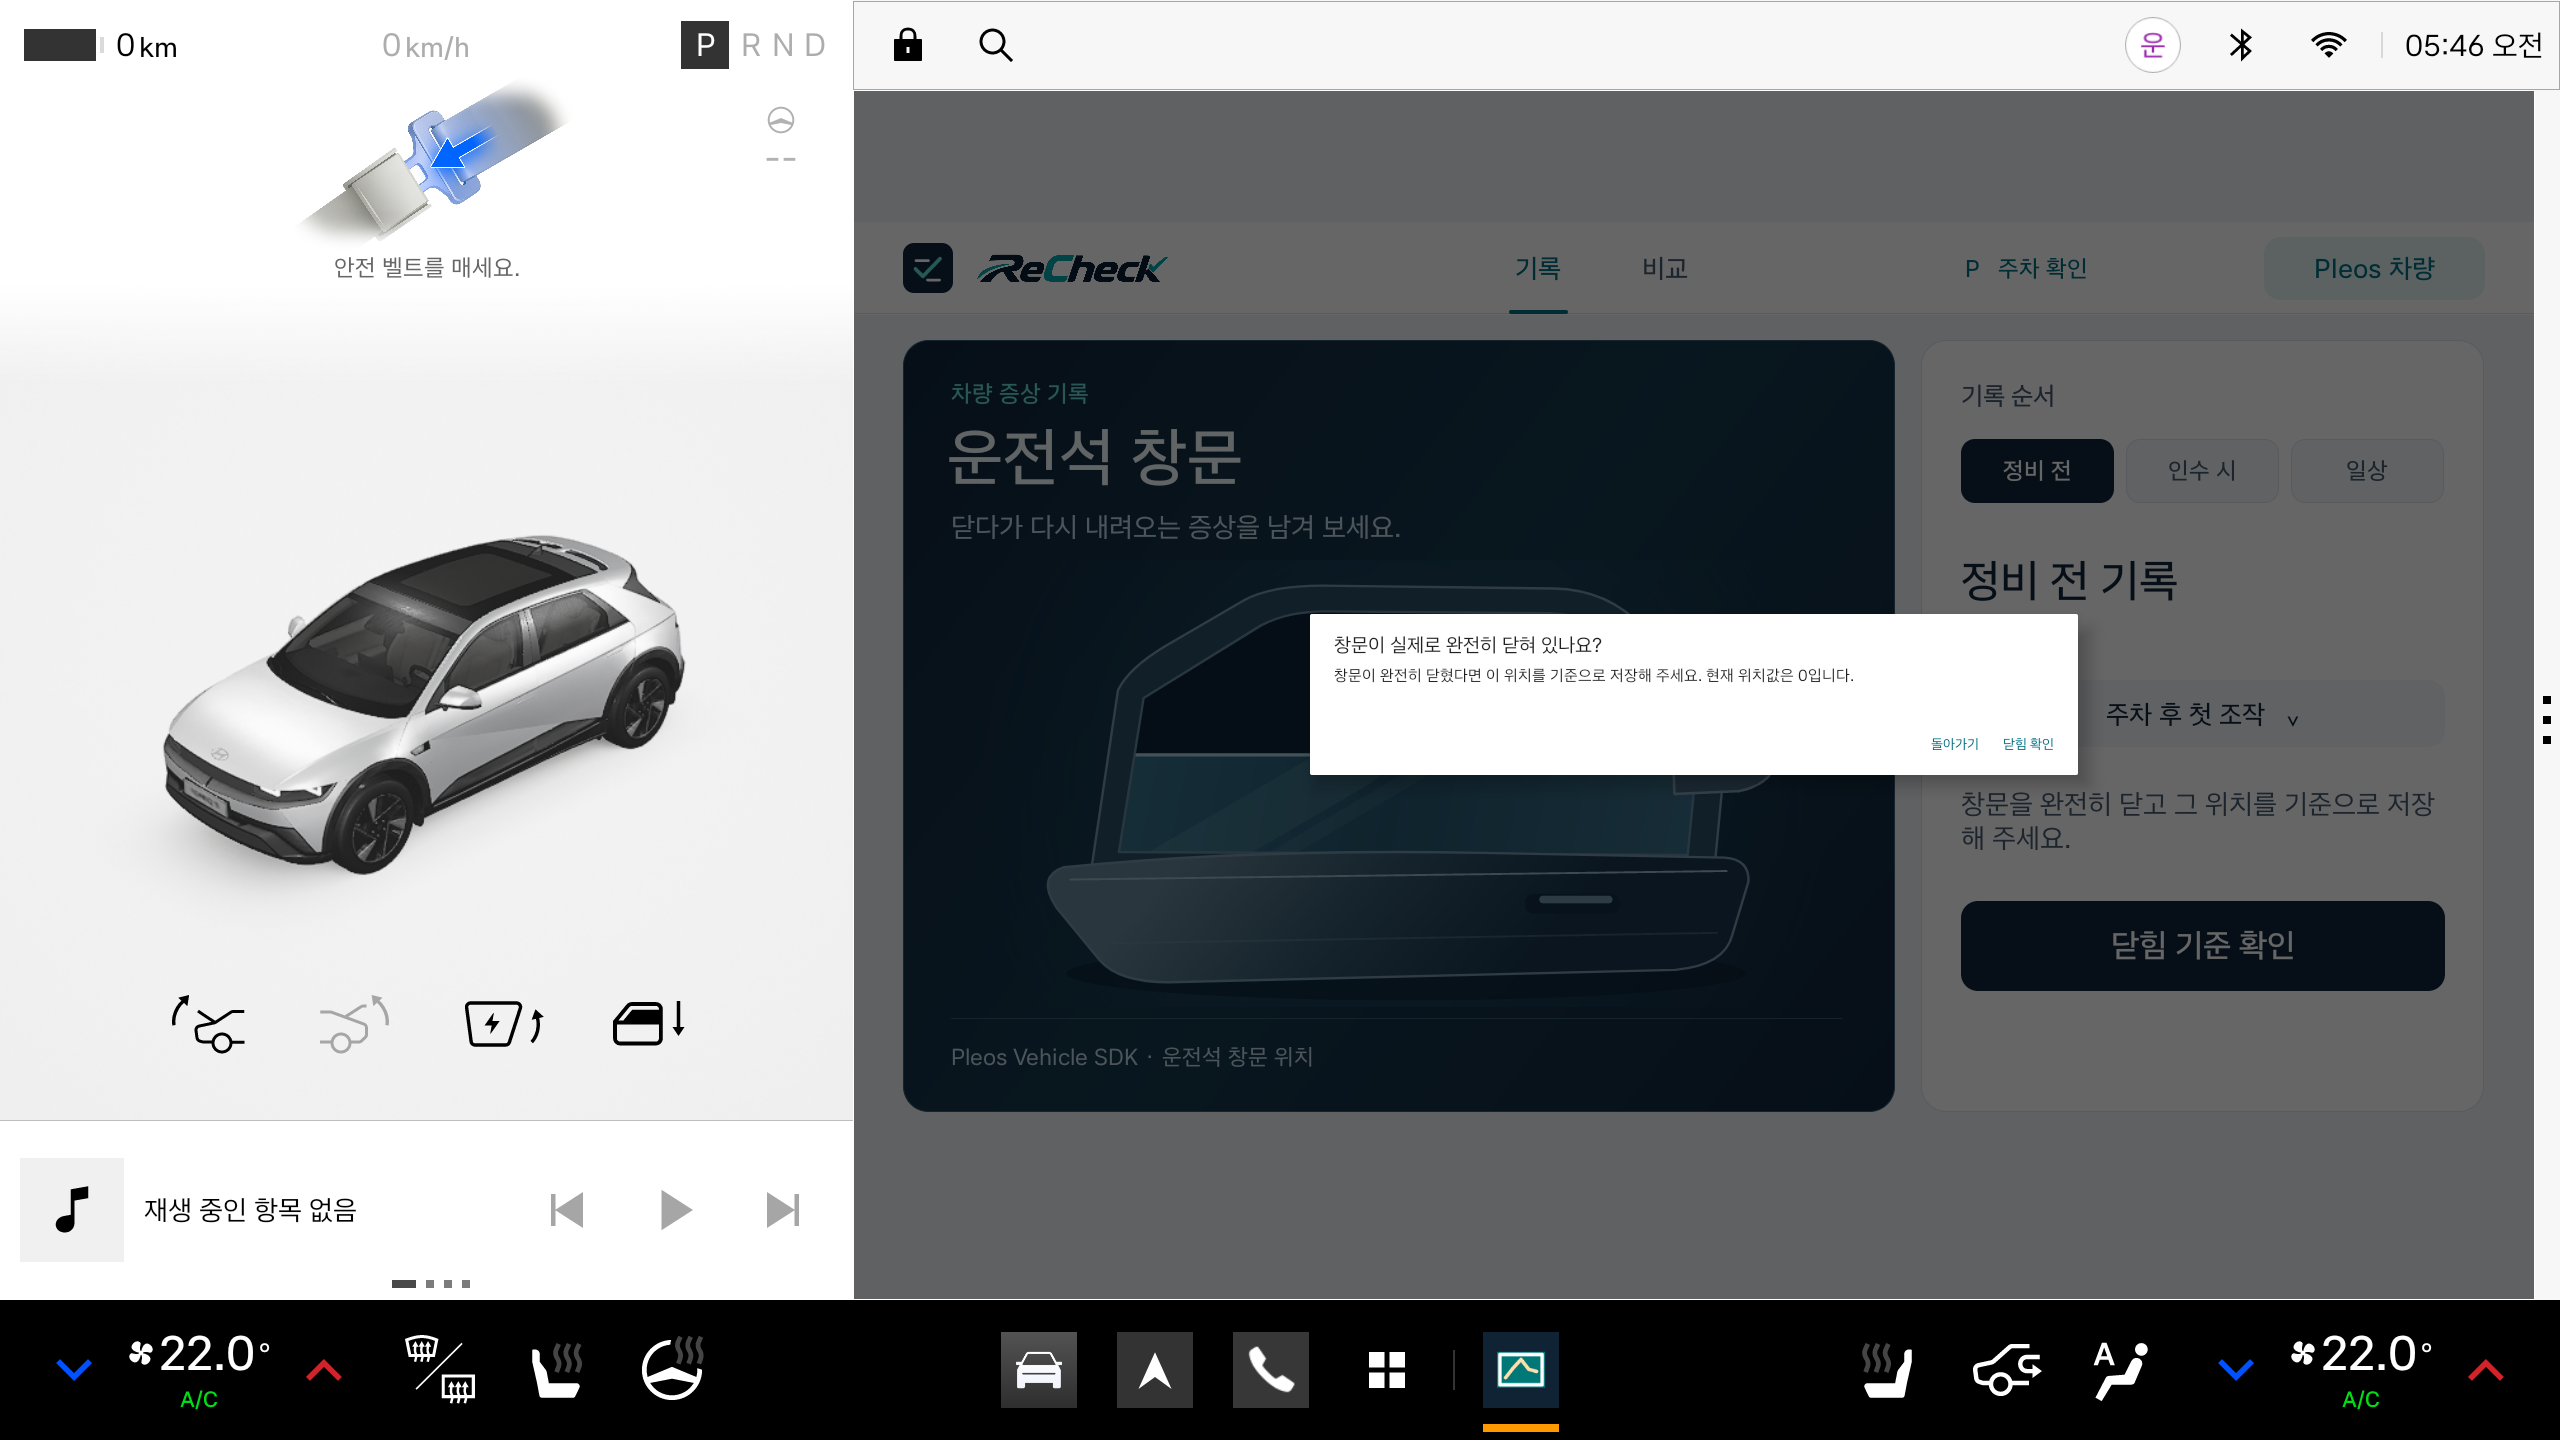 0 km
0 km/h
P R N D
운
05:46 오전
안전 벨트를 매세요.
ReCheck
기록
비교
P 주차 확인
Pleos 차량
차량 증상 기록
운전석 창문
닫다가 다시 내려오는 증상을 남겨 보세요.
Pleos Vehicle SDK · 운전석 창문 위치
기록 순서
정비 전
인수 시
일상
정비 전 기록
주차 후 첫 조작
창문을 완전히 닫고 그 위치를 기준으로 저장
해 주세요.
닫힘 기준 확인
창문이 실제로 완전히 닫혀 있나요?
창문이 완전히 닫혔다면 이 위치를 기준으로 저장해 주세요. 현재 위치값은 0입니다.
돌아가기
닫힘 확인
재생 중인 항목 없음
22.0°
A/C
A
22.0°
A/C